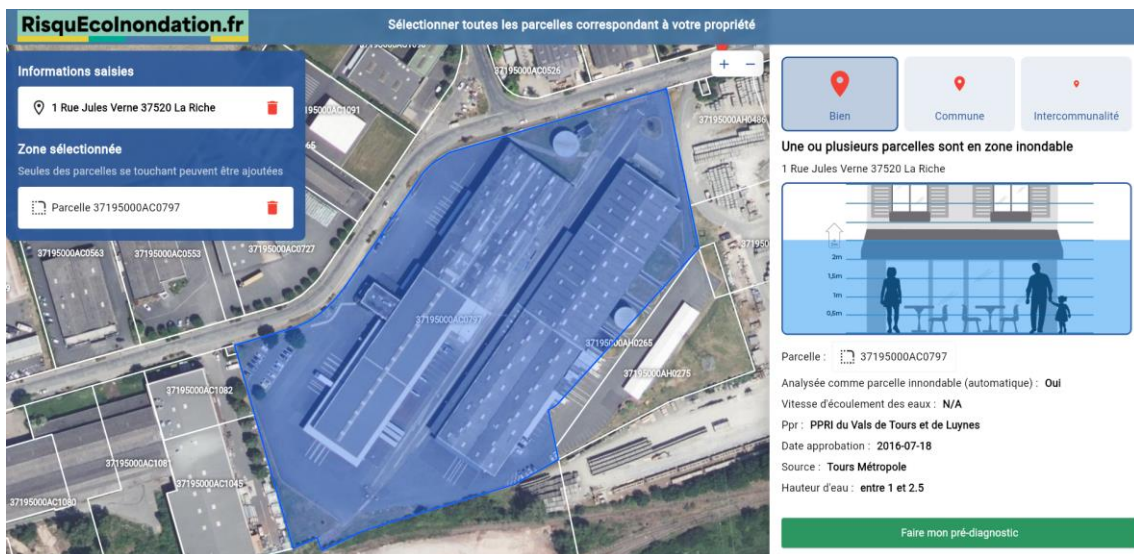 RisqueEcoInondation.fr
Sélectionner toutes les parcelles correspondant à votre propriété
Informations saisies
1 Rue Jules Verne 37520 La Riche
Zone sélectionnée
Seules des parcelles se touchant peuvent être ajoutées
Parcelle 37195000AC0797
37195000AC0526
+ −
37195000AH0486
37195000AC0563
37195000AC0553
37195000AC0727
37195000AC0797
37195000AH0265
37195000AH0275
37195000AC1082
37195000AC1081
37195000AC1045
37195000AC1080
Bien
Commune
Intercommunalité
Une ou plusieurs parcelles sont en zone inondable
1 Rue Jules Verne 37520 La Riche
2m
1,5m
1m
0,5m
Parcelle : 37195000AC0797
Analysée comme parcelle innondable (automatique) : Oui
Vitesse d'écoulement des eaux : N/A
Ppr : PPRI du Vals de Tours et de Luynes
Date approbation : 2016-07-18
Source : Tours Métropole
Hauteur d'eau : entre 1 et 2.5
Faire mon pré-diagnostic